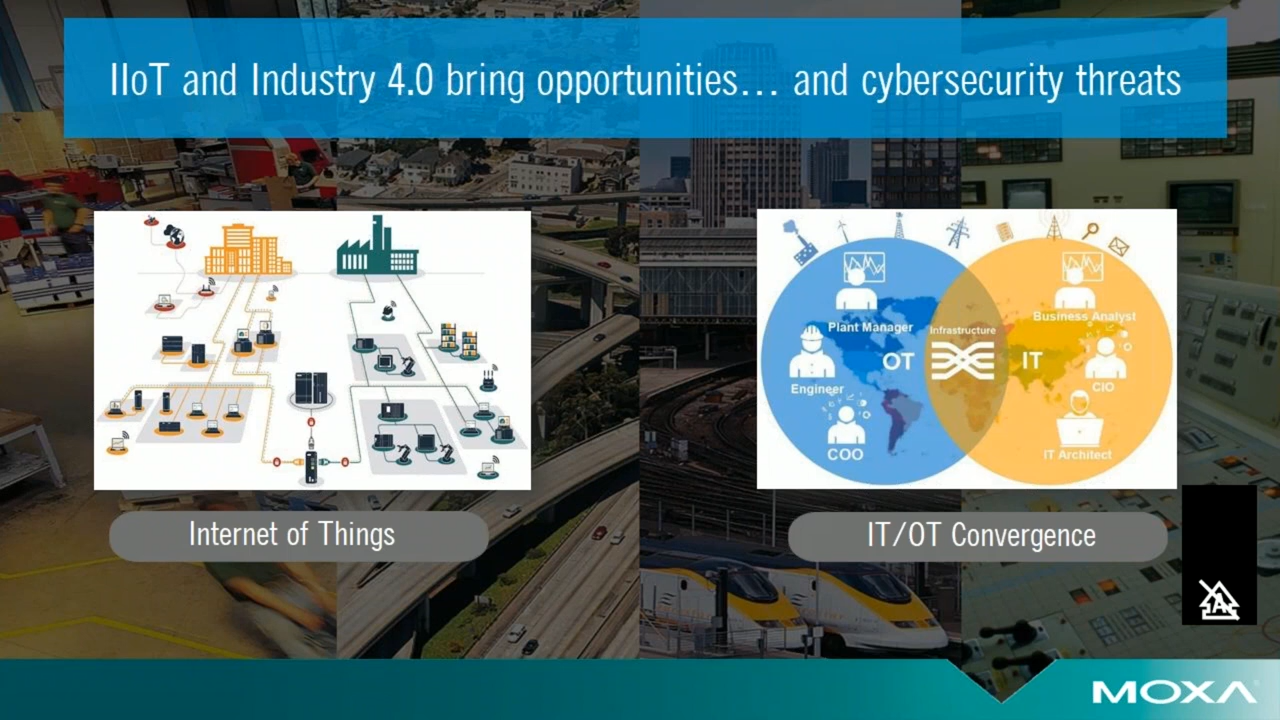 IIoT and Industry 4.0 bring opportunities... and cybersecurity threats
Plant Manager
Infrastructure
Business Analyst
OT
IT
Engineer
CIO
COO
IT Architect
Internet of Things
IT/OT Convergence
MOXA